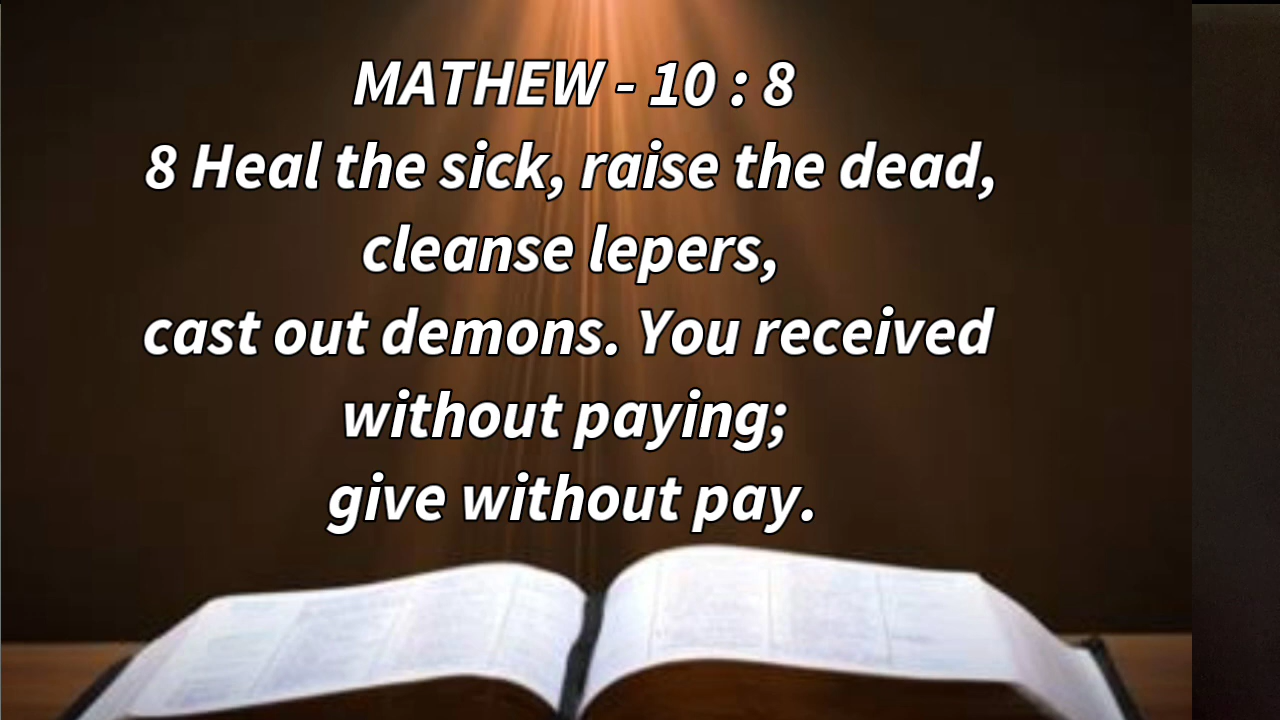 MATHEW - 10 : 8
8 Heal the sick, raise the dead,
cleanse lepers,
cast out demons. You received
without paying;
give without pay.